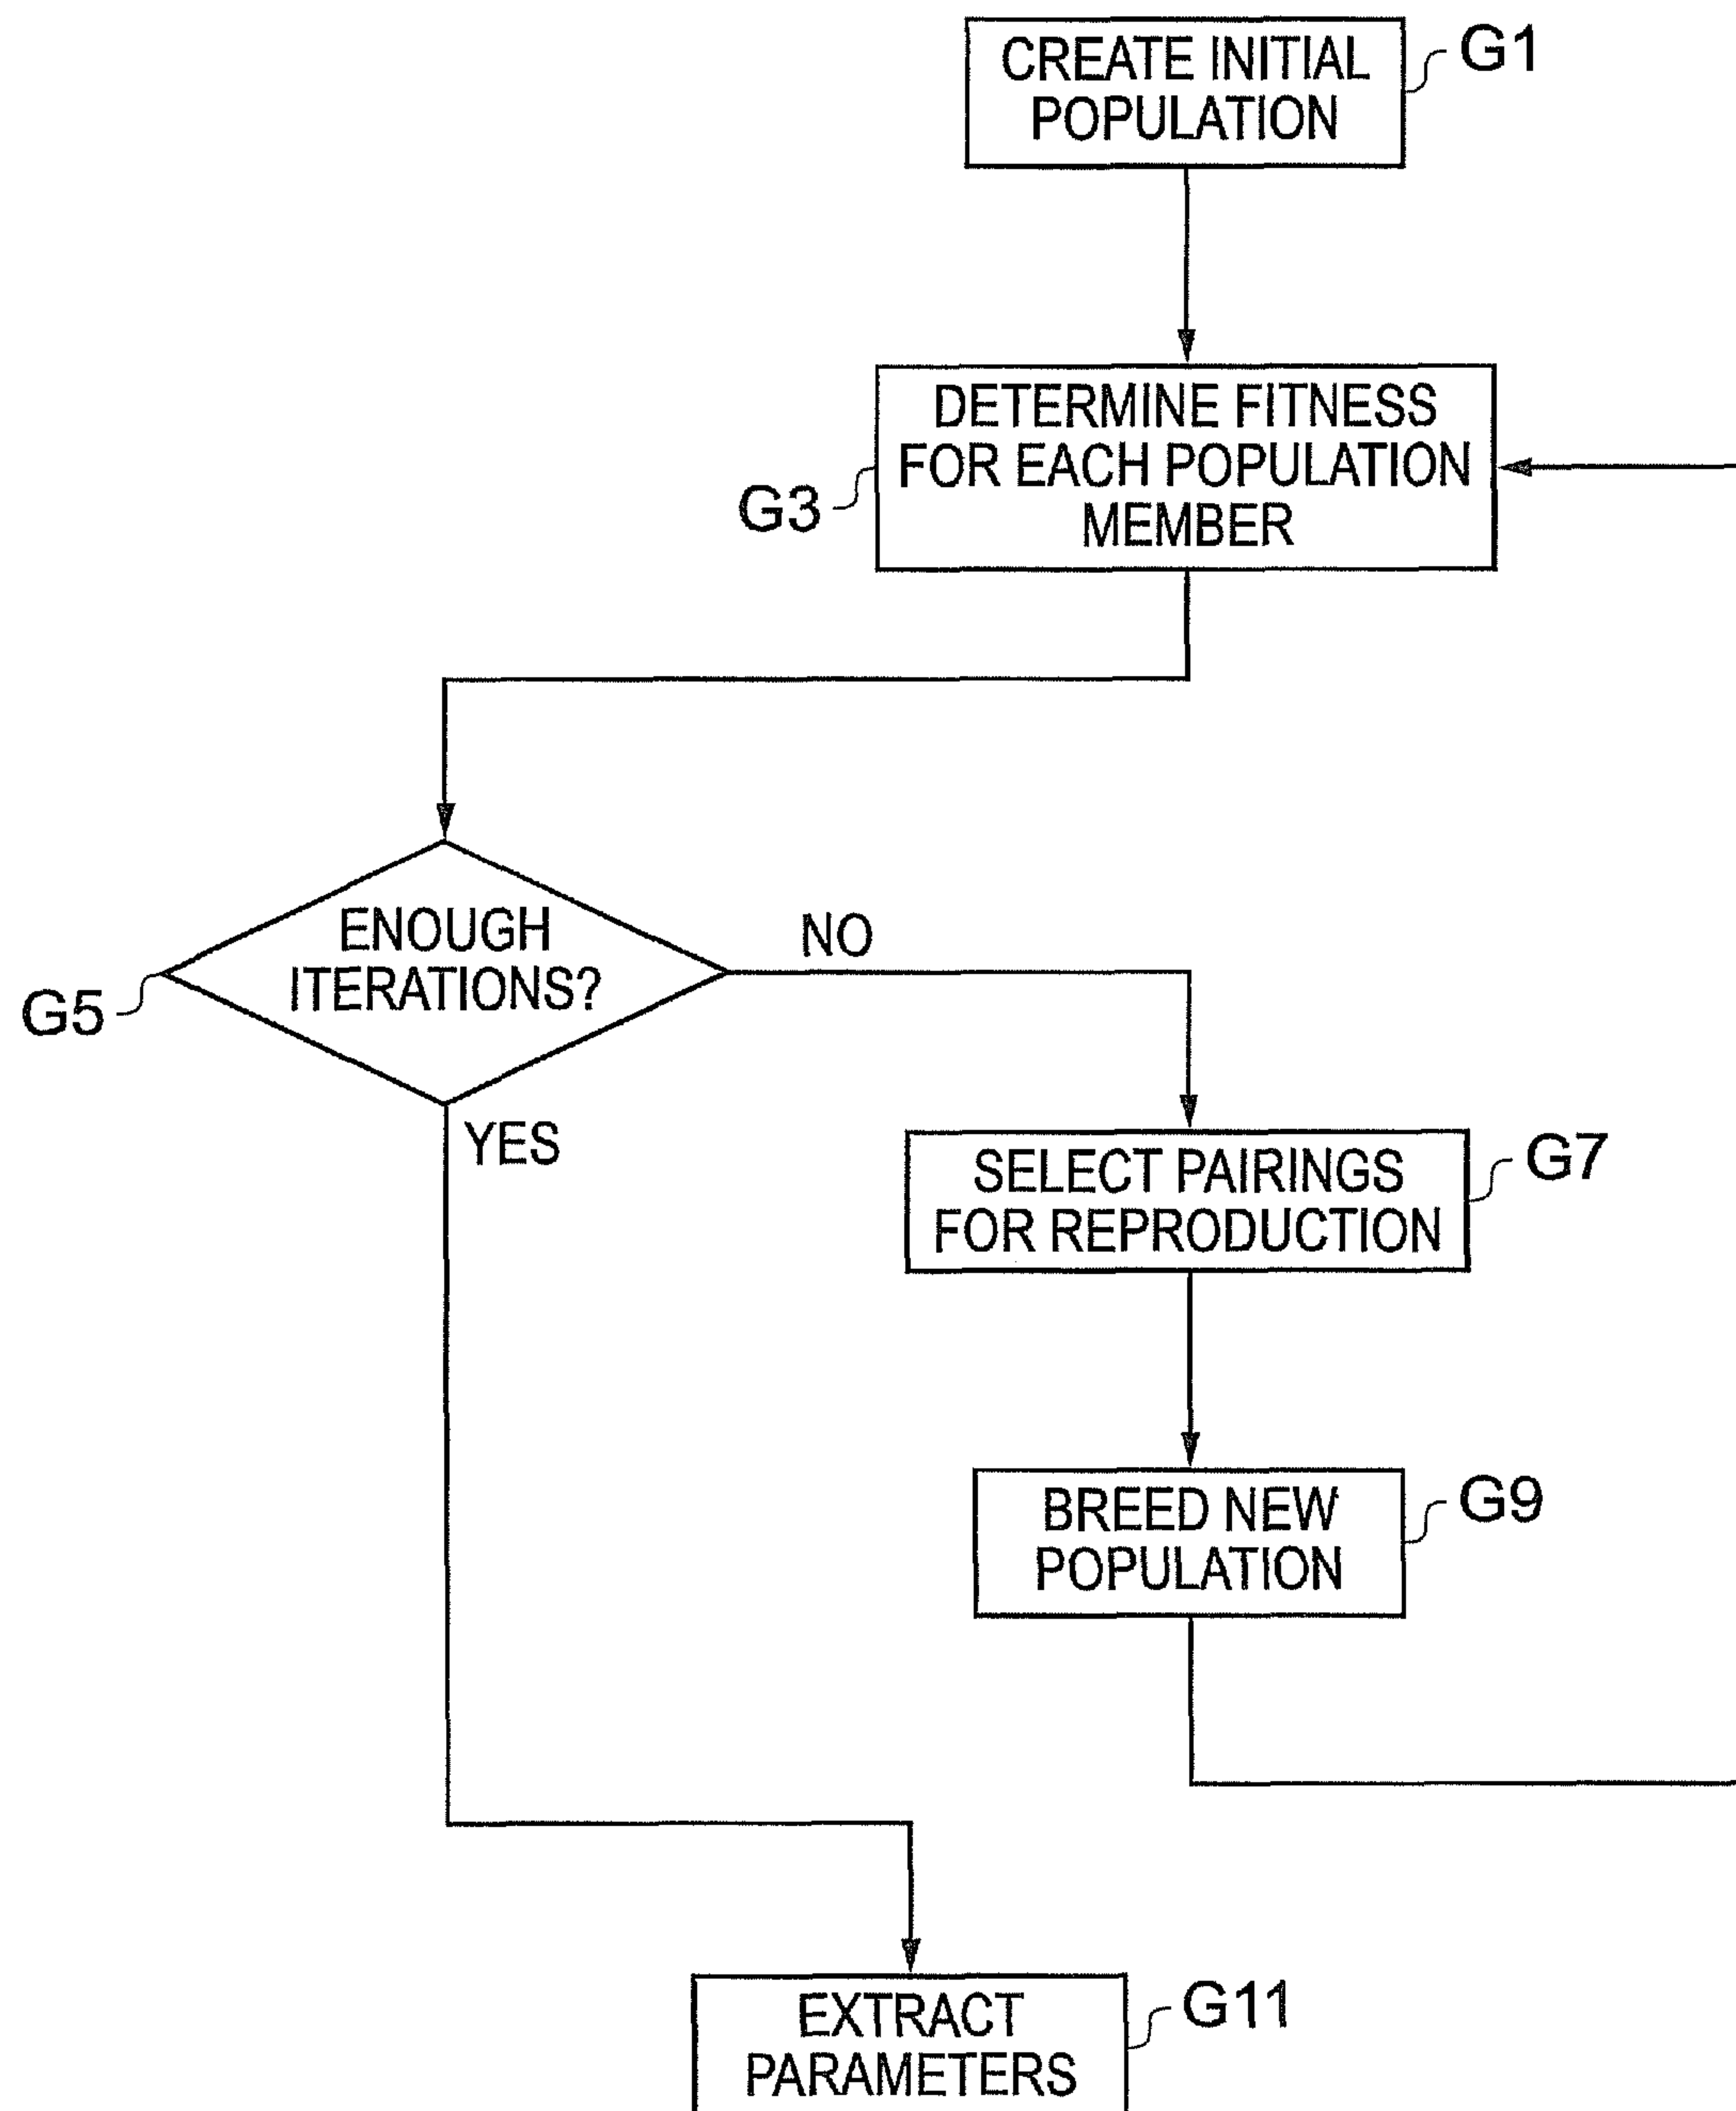 CREATE INITIAL
POPULATION
G1
DETERMINE FITNESS
FOR EACH POPULATION
MEMBER
G3
ENOUGH
ITERATIONS?
G5
NO
YES
SELECT PAIRINGS
FOR REPRODUCTION
G7
BREED NEW
POPULATION
G9
EXTRACT
PARAMETERS
G11